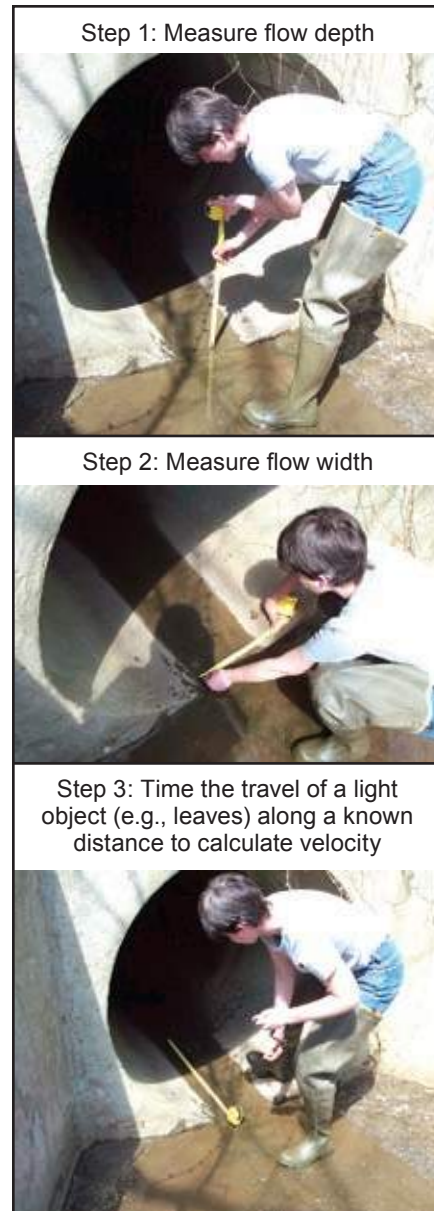 Step 1: Measure flow depth
Step 2: Measure flow width
Step 3: Time the travel of a light
object (e.g., leaves) along a known
distance to calculate velocity